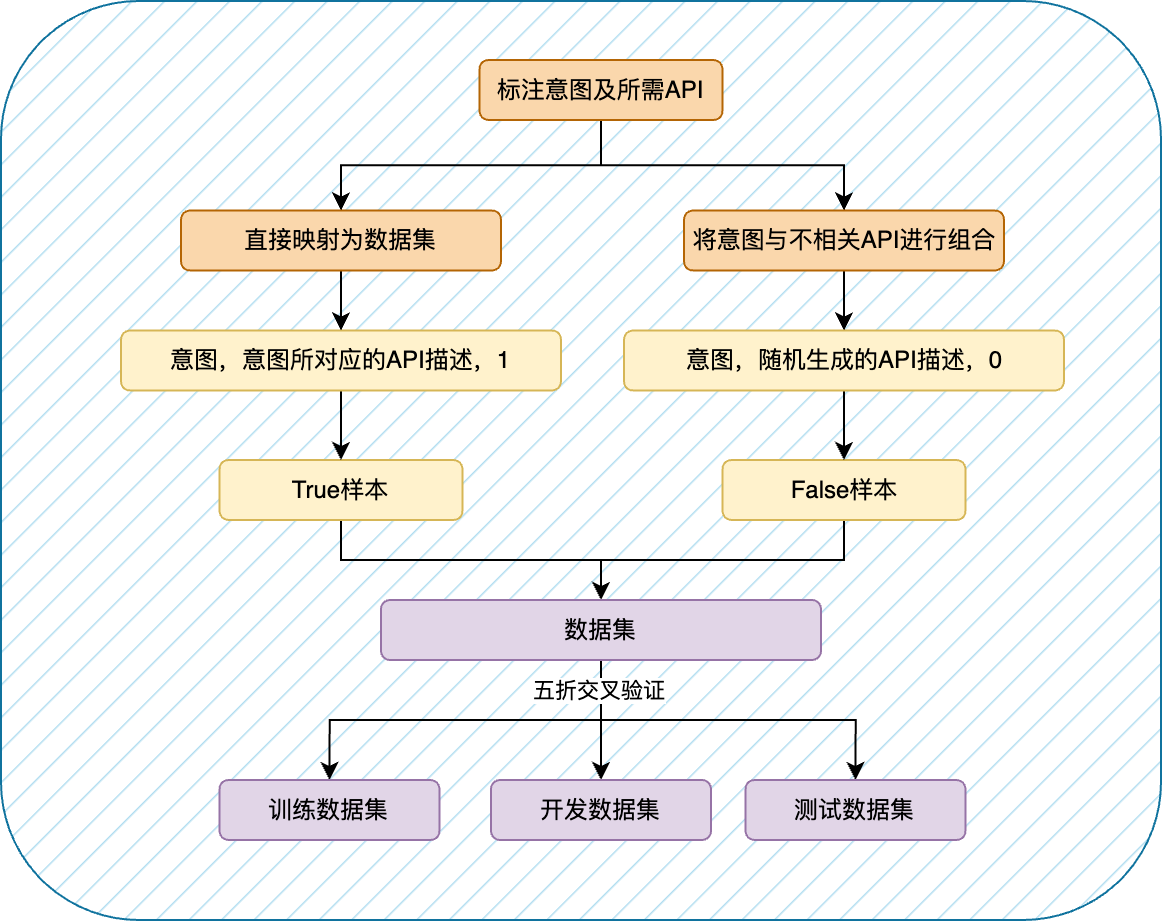 标注意图及所需API
直接映射为数据集
将意图与不相关API进行组合
意图，意图所对应的API描述，1
意图，随机生成的API描述，0
True样本
False样本
数据集
五折交叉验证
训练数据集
开发数据集
测试数据集